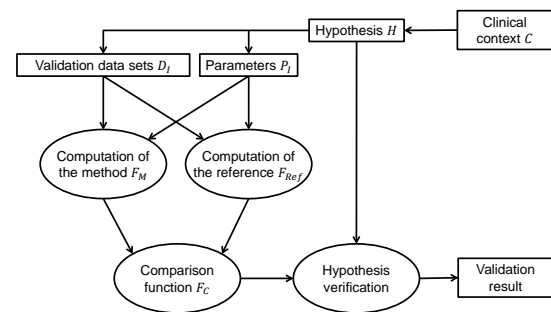 Hypothesis H
Clinical
context C
Validation data sets D_I
Parameters P_I
Computation of
the method F_M
Computation of
the reference F_Ref
Comparison
function F_C
Hypothesis
verification
Validation
result